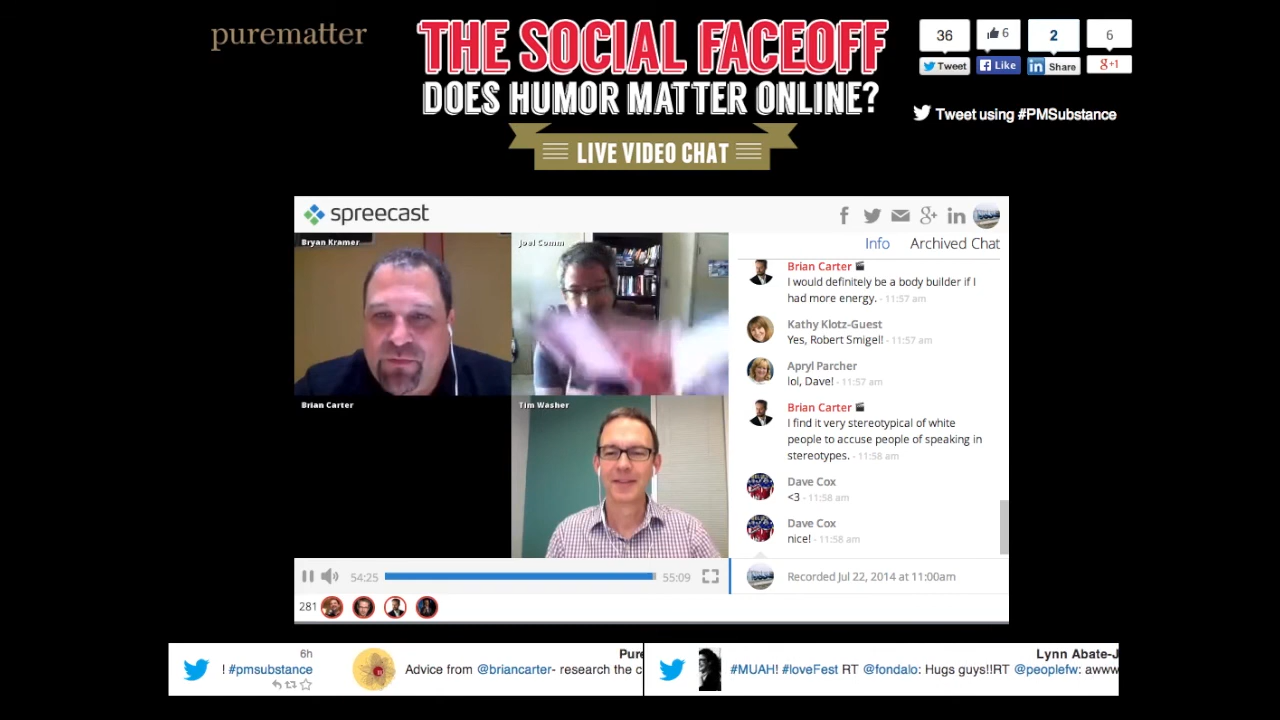 purematter
THE SOCIAL FACEOFF
DOES HUMOR MATTER ONLINE?
LIVE VIDEO CHAT
36
6
2
6
Tweet
Like
in Share
g+1
Tweet using #PMSubstance
spreecast
Bryan Kramer
Joel Comm
Brian Carter
Tim Washer
Info
Archived Chat
Brian Carter
I would definitely be a body builder if I
had more energy. - 11:57 am
Kathy Klotz-Guest
Yes, Robert Smigel! - 11:57 am
Apryl Parcher
lol, Dave! - 11:57 am
Brian Carter
I find it very stereotypical of white
people to accuse people of speaking in
stereotypes. - 11:58 am
Dave Cox
<3 - 11:58 am
Dave Cox
nice! - 11:58 am
54:25
55:09
Recorded Jul 22, 2014 at 11:00am
281
6h
! #pmsubstance
Pure
Advice from @briancarter- research the c
Lynn Abate-J
#MUAH! #loveFest RT @fondalo: Hugs guys!!RT @peoplefw: awww